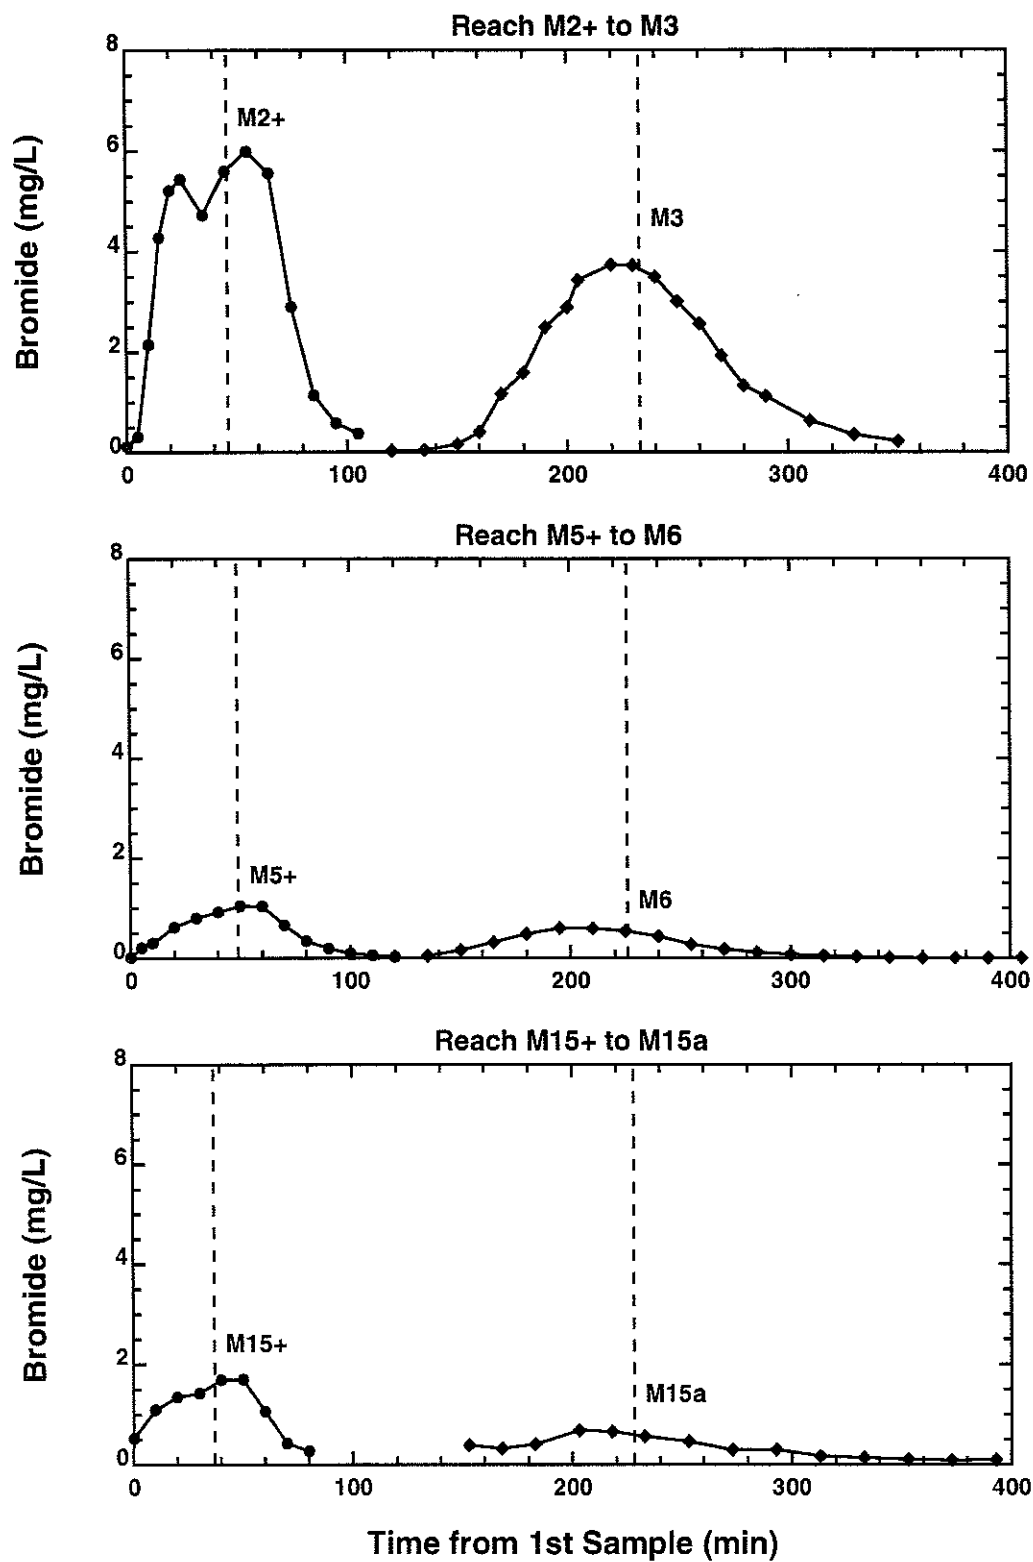 Reach M2+ to M3
8
6
4
2
0
Bromide (mg/L)
M2+
M3
0 100 200 300 400
Reach M5+ to M6
8
6
4
2
0
Bromide (mg/L)
M5+
M6
0 100 200 300 400
Reach M15+ to M15a
8
6
4
2
0
Bromide (mg/L)
M15+
M15a
0 100 200 300 400
Time from 1st Sample (min)